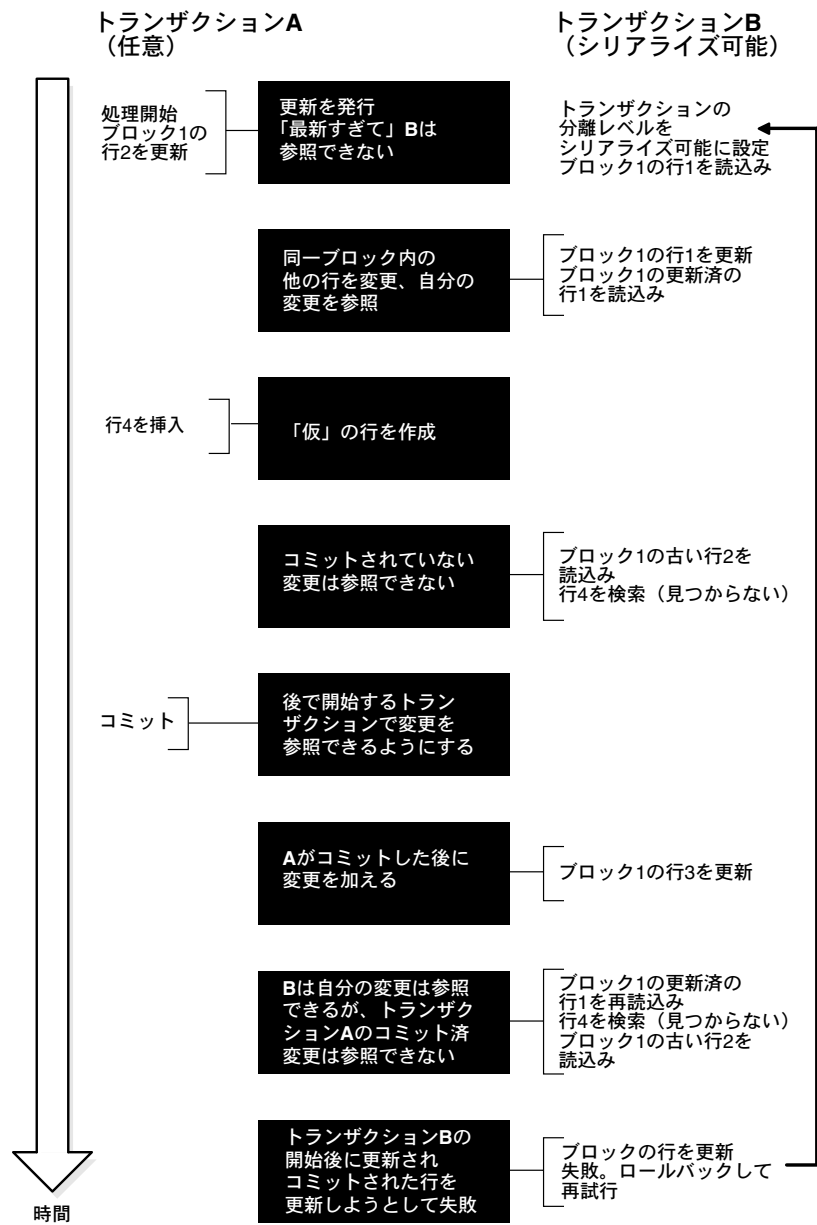 トランザクションA
（任意）
トランザクションB
（シリアライズ可能）
処理開始
ブロック1の
行2を更新
更新を発行
「最新すぎて」Bは
参照できない
トランザクションの
分離レベルを
シリアライズ可能に設定
ブロック1の行1を読込み
同一ブロック内の
他の行を変更、自分の
変更を参照
ブロック1の行1を更新
ブロック1の更新済の
行1を読込み
行4を挿入
「仮」の行を作成
コミットされていない
変更は参照できない
ブロック1の古い行2を
読込み
行4を検索（見つからない）
コミット
後で開始するトラン
ザクションで変更を
参照できるようにする
Aがコミットした後に
変更を加える
ブロック1の行3を更新
Bは自分の変更は参照
できるが、トランザク
ションAのコミット済
変更は参照できない
ブロック1の更新済の
行1を再読込み
行4を検索（見つからない）
ブロック1の古い行2を
読込み
トランザクションBの
開始後に更新され
コミットされた行を
更新しようとして失敗
ブロックの行を更新
失敗。ロールバックして
再試行
時間